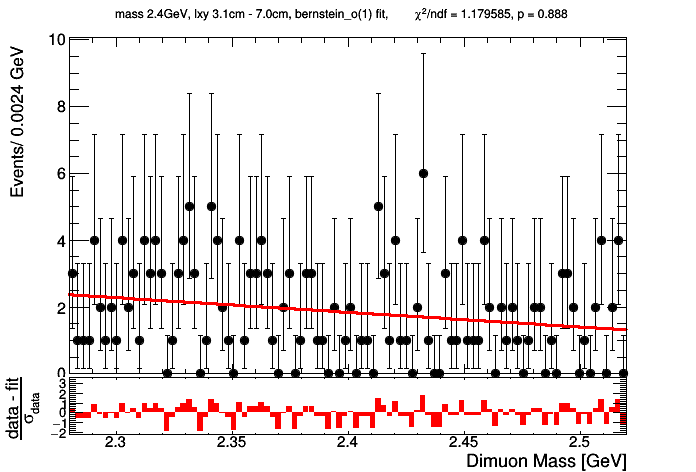 mass 2.4GeV, lxy 3.1cm - 7.0cm, bernstein_o(1) fit, χ²/ndf = 1.179585, p = 0.888
Events/ 0.0024 GeV
10
8
6
4
2
0
data - fit
σdata
3
2
1
0
−1
−2
2.3 2.35 2.4 2.45 2.5
Dimuon Mass [GeV]